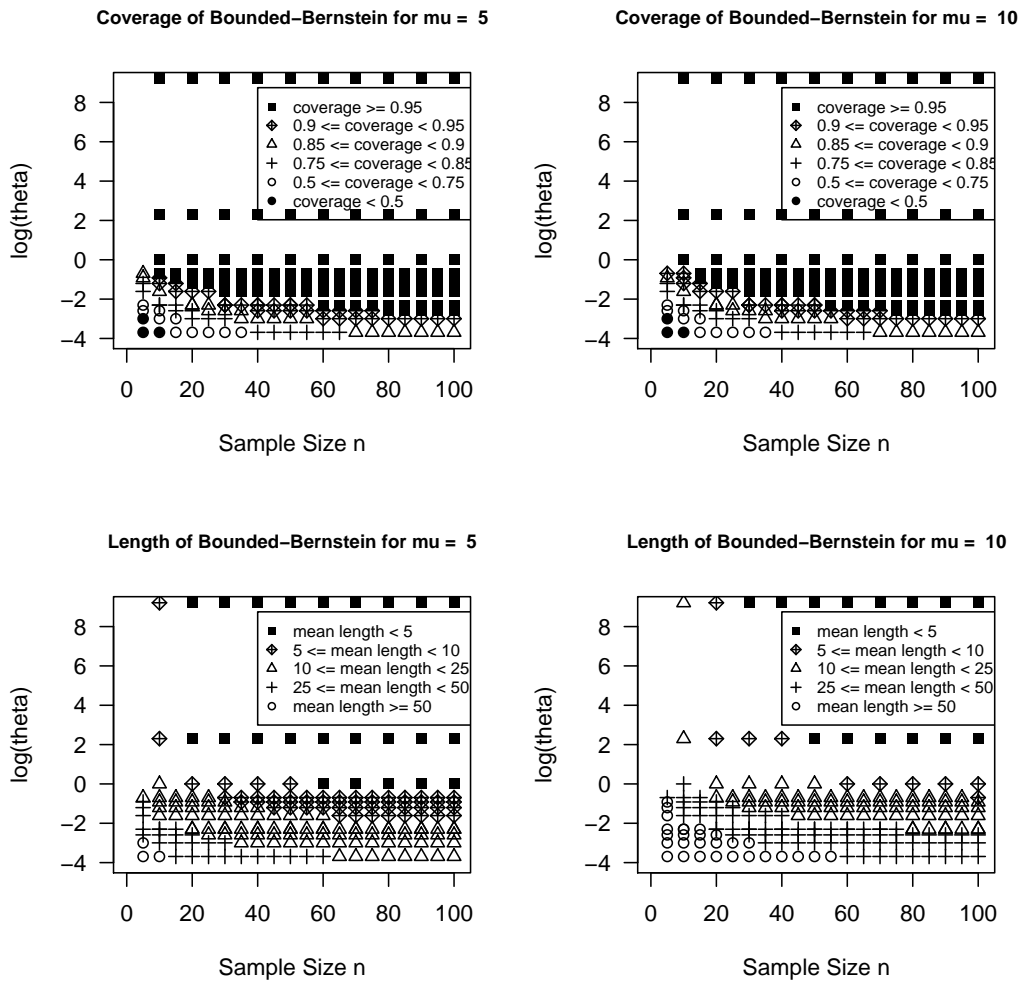 Coverage of Bounded−Bernstein for mu = 5
log(theta)
8
6
4
2
0
−2
−4
0 20 40 60 80 100
Sample Size n
coverage >= 0.95
0.9 <= coverage < 0.95
0.85 <= coverage < 0.9
0.75 <= coverage < 0.85
0.5 <= coverage < 0.75
coverage < 0.5
Coverage of Bounded−Bernstein for mu = 10
log(theta)
8
6
4
2
0
−2
−4
0 20 40 60 80 100
Sample Size n
coverage >= 0.95
0.9 <= coverage < 0.95
0.85 <= coverage < 0.9
0.75 <= coverage < 0.85
0.5 <= coverage < 0.75
coverage < 0.5
Length of Bounded−Bernstein for mu = 5
log(theta)
8
6
4
2
0
−2
−4
0 20 40 60 80 100
Sample Size n
mean length < 5
5 <= mean length < 10
10 <= mean length < 25
25 <= mean length < 50
mean length >= 50
Length of Bounded−Bernstein for mu = 10
log(theta)
8
6
4
2
0
−2
−4
0 20 40 60 80 100
Sample Size n
mean length < 5
5 <= mean length < 10
10 <= mean length < 25
25 <= mean length < 50
mean length >= 50